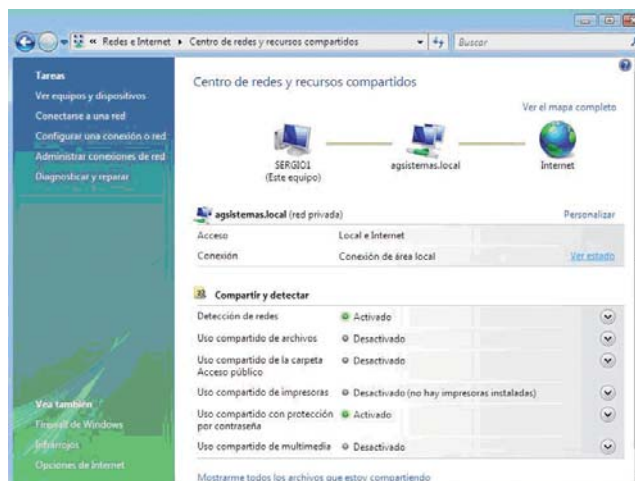 « Redes e Internet ▸ Centro de redes y recursos compartidos
Buscar
Tareas
Ver equipos y dispositivos
Conectarse a una red
Configurar una conexión o red
Administrar conexiones de red
Diagnosticar y reparar
Vea también
Firewall de Windows
Infrarrojos
Opciones de Internet
Centro de redes y recursos compartidos
Ver el mapa completo
SERGIO1
(Este equipo)
agsistemas.local
Internet
agsistemas.local (red privada)
Personalizar
Acceso
Local e Internet
Conexión
Conexión de área local
Ver estado
Compartir y detectar
Detección de redes
Activado
Uso compartido de archivos
Desactivado
Uso compartido de la carpeta
Acceso público
Desactivado
Uso compartido de impresoras
Desactivado (no hay impresoras instaladas)
Uso compartido con protección
por contraseña
Activado
Uso compartido de multimedia
Desactivado
Mostrarme todos los archivos que estoy compartiendo